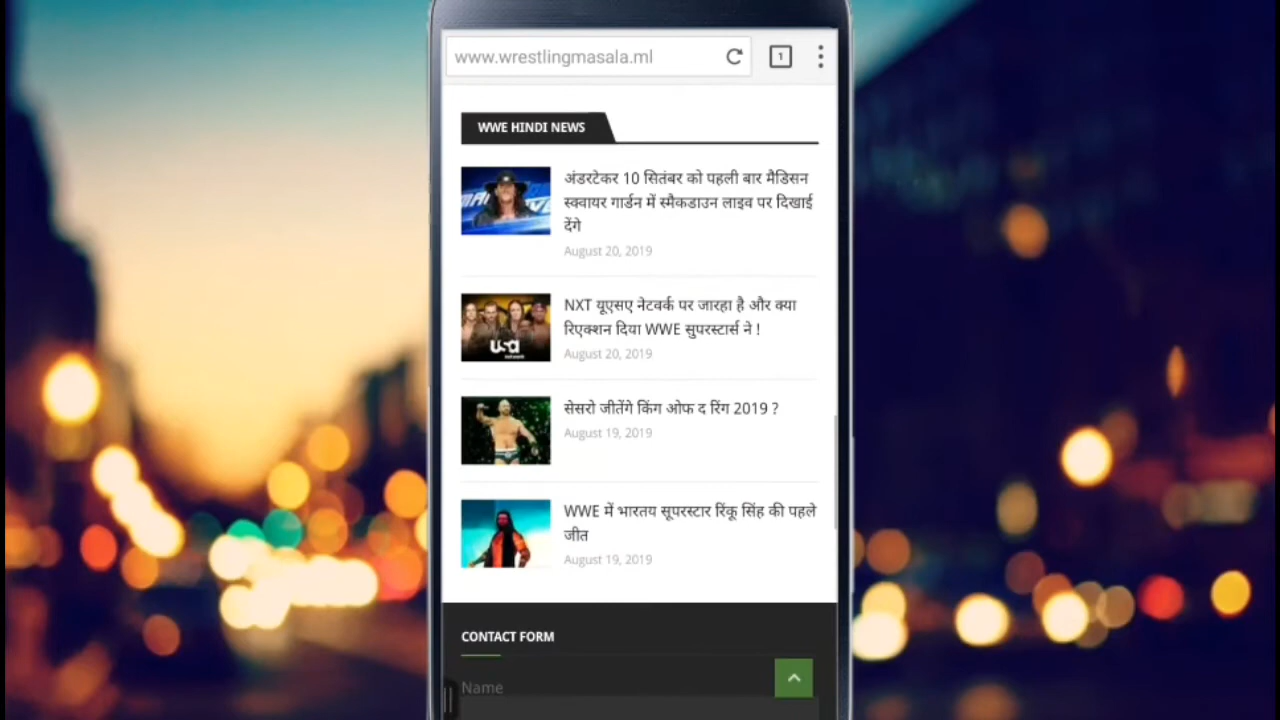 www.wrestlingmasala.ml
1
WWE HINDI NEWS
अंडरटेकर 10 सितंबर को पहली बार मैडिसन
स्क्वायर गार्डन में स्मैकडाउन लाइव पर दिखाई
देंगे
August 20, 2019
NXT यूएसए नेटवर्क पर जारहा है और क्या
रिएक्शन दिया WWE सुपरस्टार्स ने !
usa
August 20, 2019
सेसरो जीतेंगे किंग ओफ द रिंग 2019 ?
August 19, 2019
WWE में भारतय सूपरस्टार रिंकू सिंह की पहले
जीत
August 19, 2019
CONTACT FORM
Name